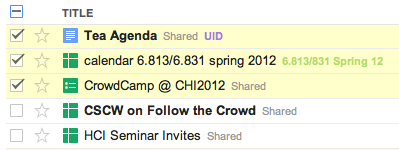 TITLE
Tea Agenda Shared UID
calendar 6.813/6.831 spring 2012 6.813/831 Spring 12
CrowdCamp @ CHI2012 Shared
CSCW on Follow the Crowd Shared
HCI Seminar Invites Shared